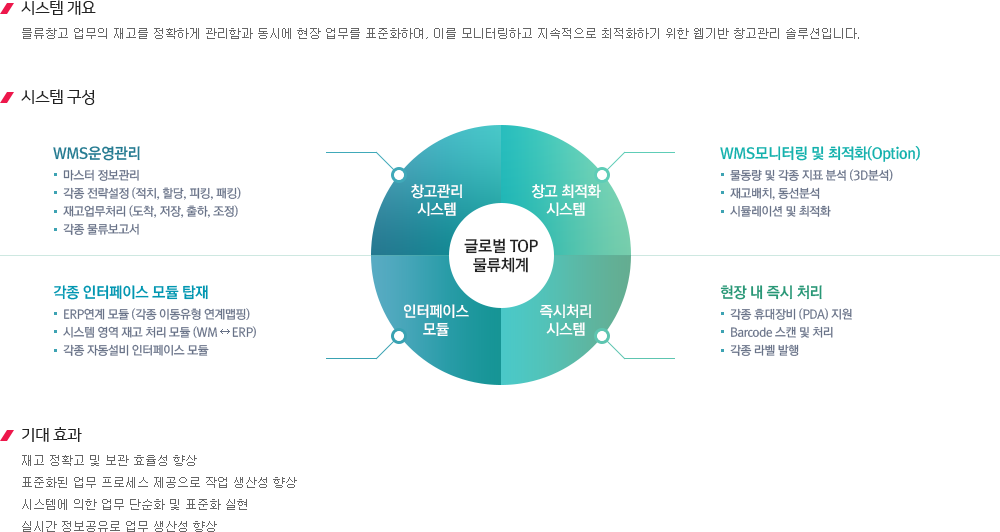 시스템 개요
물류창고 업무의 재고를 정확하게 관리함과 동시에 현장 업무를 표준화하여, 이를 모니터링하고 지속적으로 최적화하기 위한 웹기반 창고관리 솔루션입니다.
시스템 구성
WMS운영관리
마스터 정보관리
각종 전략설정 (적치, 할당, 피킹, 패킹)
재고업무처리 (도착, 저장, 출하, 조정)
각종 물류보고서
창고관리
시스템
창고 최적화
시스템
WMS모니터링 및 최적화(Option)
물동량 및 각종 지표 분석 (3D분석)
재고배치, 동선분석
시뮬레이션 및 최적화
글로벌 TOP
물류체계
각종 인터페이스 모듈 탑재
ERP연계 모듈 (각종 이동유형 연계맵핑)
시스템 영역 재고 처리 모듈 (WM↔ERP)
각종 자동설비 인터페이스 모듈
인터페이스
모듈
즉시처리
시스템
현장 내 즉시 처리
각종 휴대장비 (PDA) 지원
Barcode 스캔 및 처리
각종 라벨 발행
기대 효과
재고 정확고 및 보관 효율성 향상
표준화된 업무 프로세스 제공으로 작업 생산성 향상
시스템에 의한 업무 단순화 및 표준화 실현
실시간 정보공유로 업무 생산성 향상